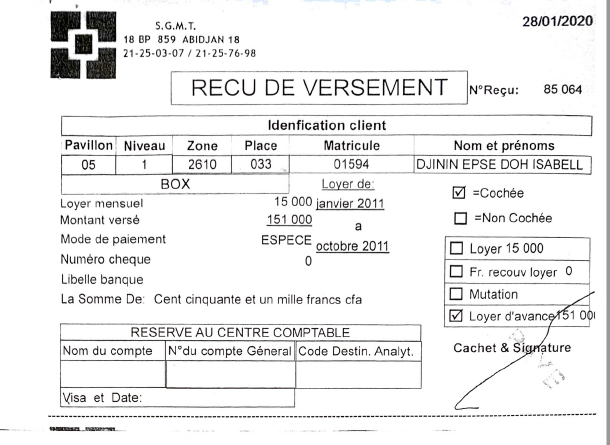 28/01/2020
S.G.M.T.
18 BP 859 ABIDJAN 18
21-25-03-07 / 21-25-76-98
RECU DE VERSEMENT
N°Reçu: 85 064
Idenfication client
Pavillon Niveau Zone Place Matricule Nom et prénoms
05 1 2610 033 01594 DJININ EPSE DOH ISABELL
BOX
Loyer de:
Loyer mensuel 15 000 janvier 2011
Montant versé 151 000 a
Mode de paiement ESPECE octobre 2011
Numéro cheque 0
Libelle banque
La Somme De: Cent cinquante et un mille francs cfa
=Cochée
=Non Cochée
Loyer 15 000
Fr. recouv loyer 0
Mutation
Loyer d'avance 151 00
Cachet & Signature
RESERVE AU CENTRE COMPTABLE
Nom du compte N°du compte Géneral Code Destin. Analyt.
Visa et Date: